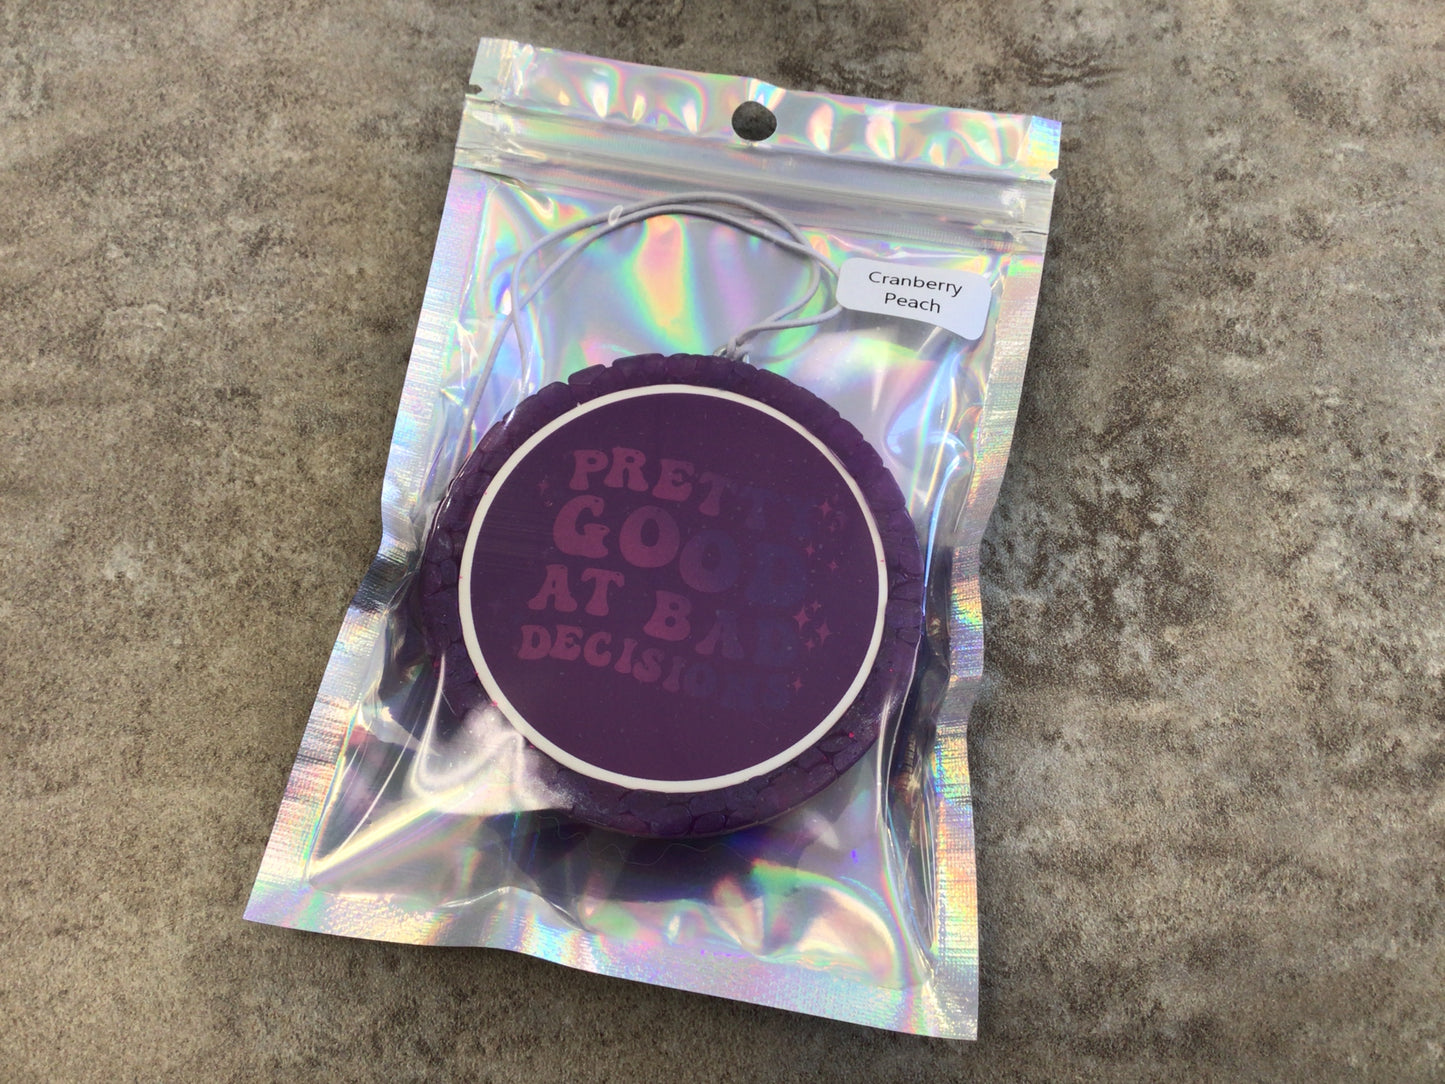 Cranberry
Peach
PRETTY
GOOD
AT BAD
DECISIONS